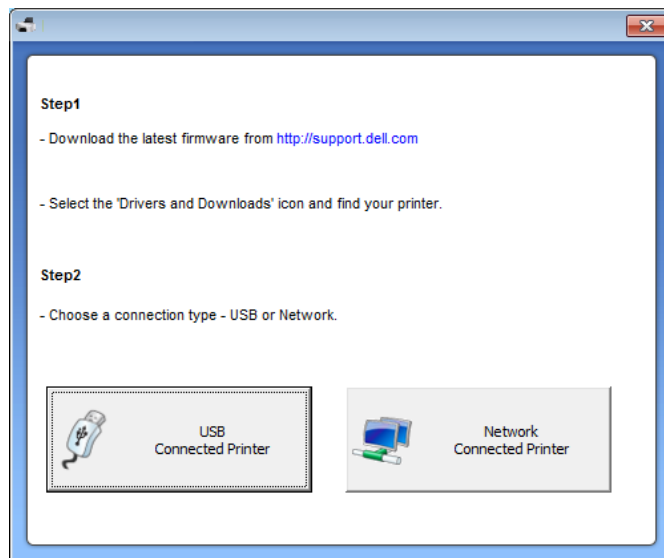 Step1
- Download the latest firmware from http://support.dell.com
- Select the 'Drivers and Downloads' icon and find your printer.
Step2
- Choose a connection type - USB or Network.
USB
Connected Printer
Network
Connected Printer